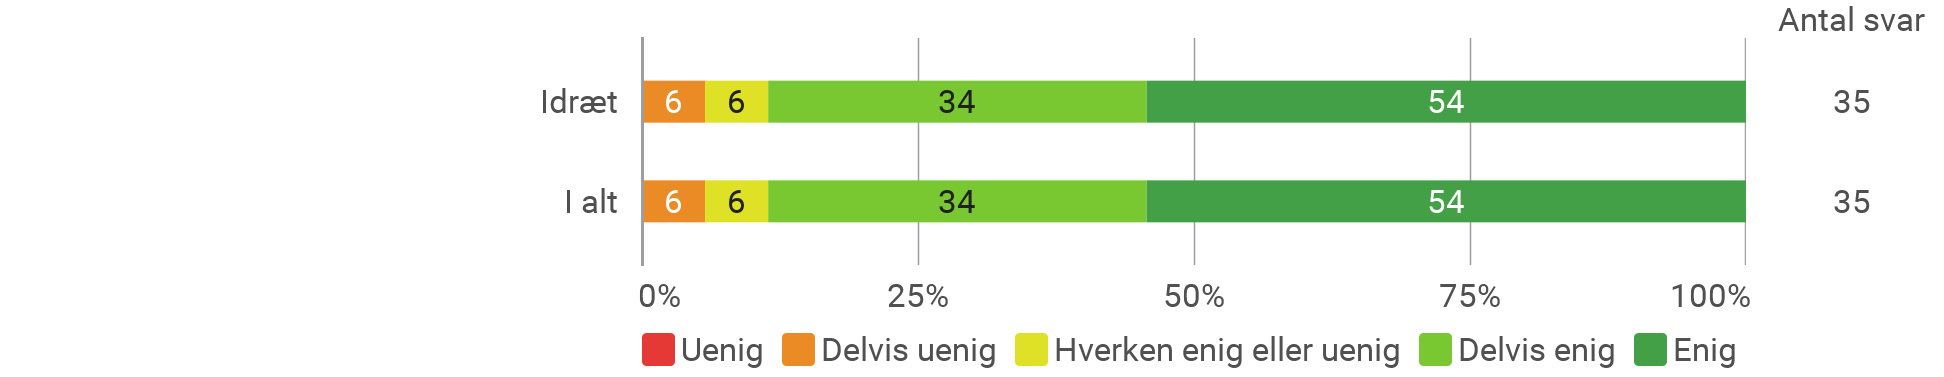 Antal svar
Idræt 6 6 34 54 35
I alt 6 6 34 54 35
0% 25% 50% 75% 100%
Uenig Delvis uenig Hverken enig eller uenig Delvis enig Enig